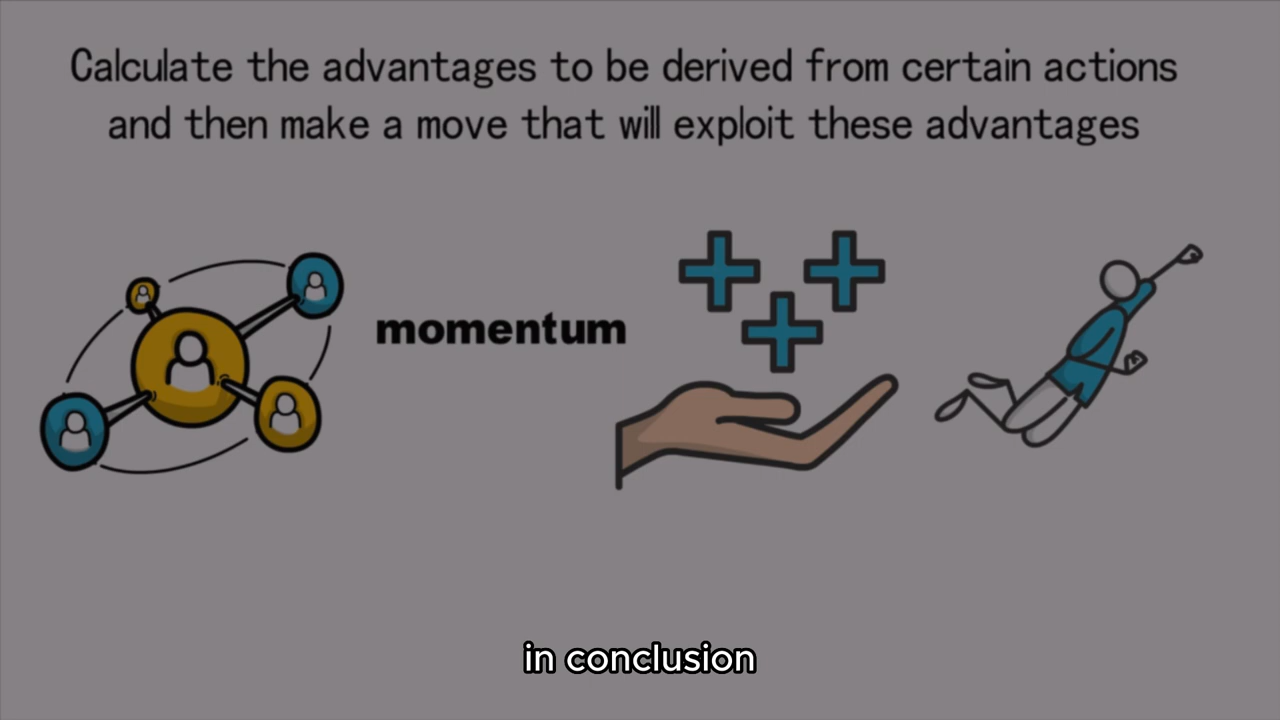 Calculate the advantages to be derived from certain actions
and then make a move that will exploit these advantages
momentum
in conclusion